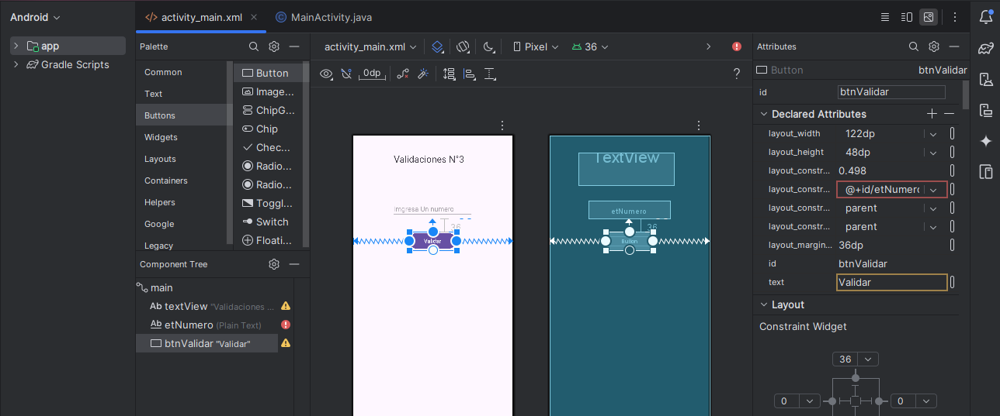 Android
activity_main.xml
MainActivity.java
app
Gradle Scripts
Palette
Common
Text
Buttons
Widgets
Layouts
Containers
Helpers
Google
Legacy
Button
Image...
ChipG...
Chip
Chec...
Radio...
Radio...
Toggl...
Switch
Floati...
Component Tree
main
Ab textView "Validaciones ...
Ab etNumero (Plain Text)
btnValidar "Validar"
activity_main.xml
Pixel
36
0dp
?
Validaciones N°3
Ingresa Un numero
36
Validar
TextView
etNumero
36
Button
Attributes
Button
btnValidar
id
btnValidar
Declared Attributes
layout_width
122dp
layout_height
48dp
layout_constr...
0.498
layout_constr...
@+id/etNumero
layout_constr...
parent
layout_constr...
parent
layout_margin...
36dp
id
btnValidar
text
Validar
Layout
Constraint Widget
36
0
0